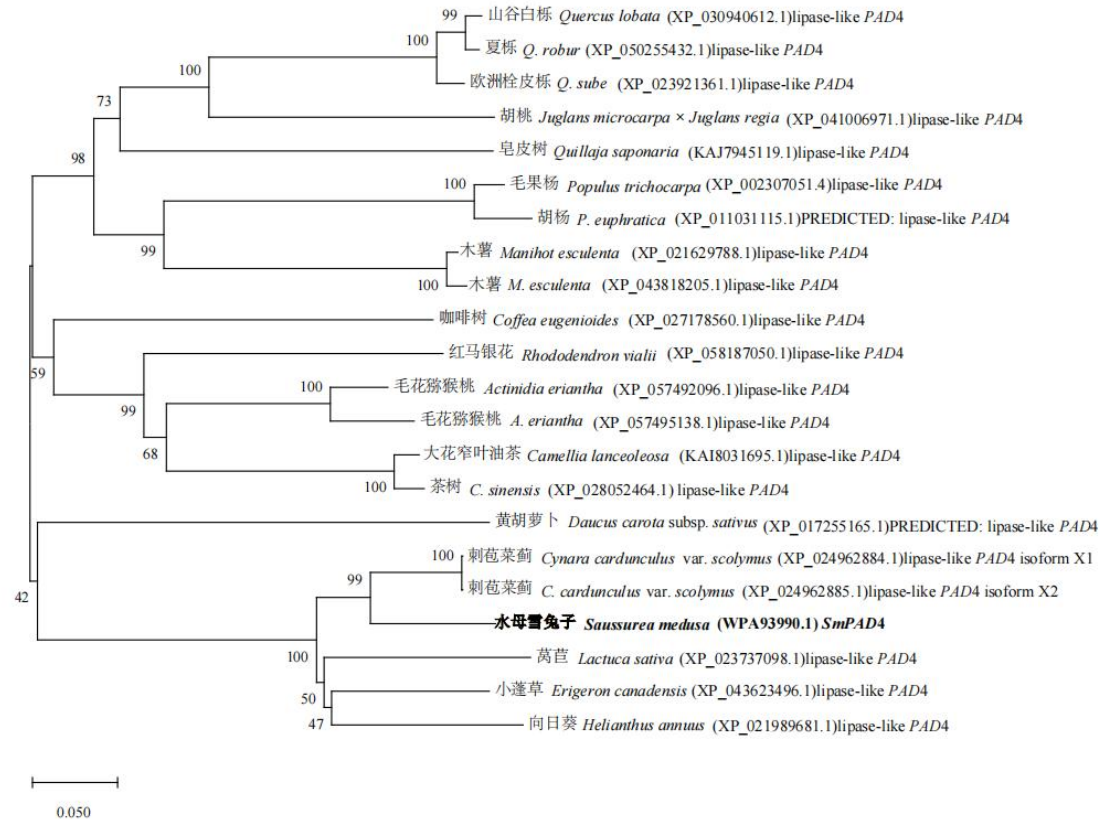 99 山谷白栎 Quercus lobata (XP_030940612.1)lipase-like PAD4
100 夏栎 Q. robur (XP_050255432.1)lipase-like PAD4
100 欧洲栓皮栎 Q. sube (XP_023921361.1)lipase-like PAD4
73 胡桃 Juglans microcarpa × Juglans regia (XP_041006971.1)lipase-like PAD4
98 皂皮树 Quillaja saponaria (KAJ7945119.1)lipase-like PAD4
100 毛果杨 Populus trichocarpa (XP_002307051.4)lipase-like PAD4
胡杨 P. euphratica (XP_011031115.1)PREDICTED: lipase-like PAD4
99 木薯 Manihot esculenta (XP_021629788.1)lipase-like PAD4
100 木薯 M. esculenta (XP_043818205.1)lipase-like PAD4
咖啡树 Coffea eugenioides (XP_027178560.1)lipase-like PAD4
红马银花 Rhododendron vialii (XP_058187050.1)lipase-like PAD4
59 100 毛花猕猴桃 Actinidia eriantha (XP_057492096.1)lipase-like PAD4
99 毛花猕猴桃 A. eriantha (XP_057495138.1)lipase-like PAD4
68 大花窄叶油茶 Camellia lanceoleosa (KAI8031695.1)lipase-like PAD4
100 茶树 C. sinensis (XP_028052464.1) lipase-like PAD4
黄胡萝卜 Daucus carota subsp. sativus (XP_017255165.1)PREDICTED: lipase-like PAD4
100 刺苞菜蓟 Cynara cardunculus var. scolymus (XP_024962884.1)lipase-like PAD4 isoform X1
42 99 刺苞菜蓟 C. cardunculus var. scolymus (XP_024962885.1)lipase-like PAD4 isoform X2
水母雪兔子 Saussurea medusa (WPA93990.1) SmPAD4
100 莴苣 Lactuca sativa (XP_023737098.1)lipase-like PAD4
50 小蓬草 Erigeron canadensis (XP_043623496.1)lipase-like PAD4
47 向日葵 Helianthus annuus (XP_021989681.1)lipase-like PAD4
0.050